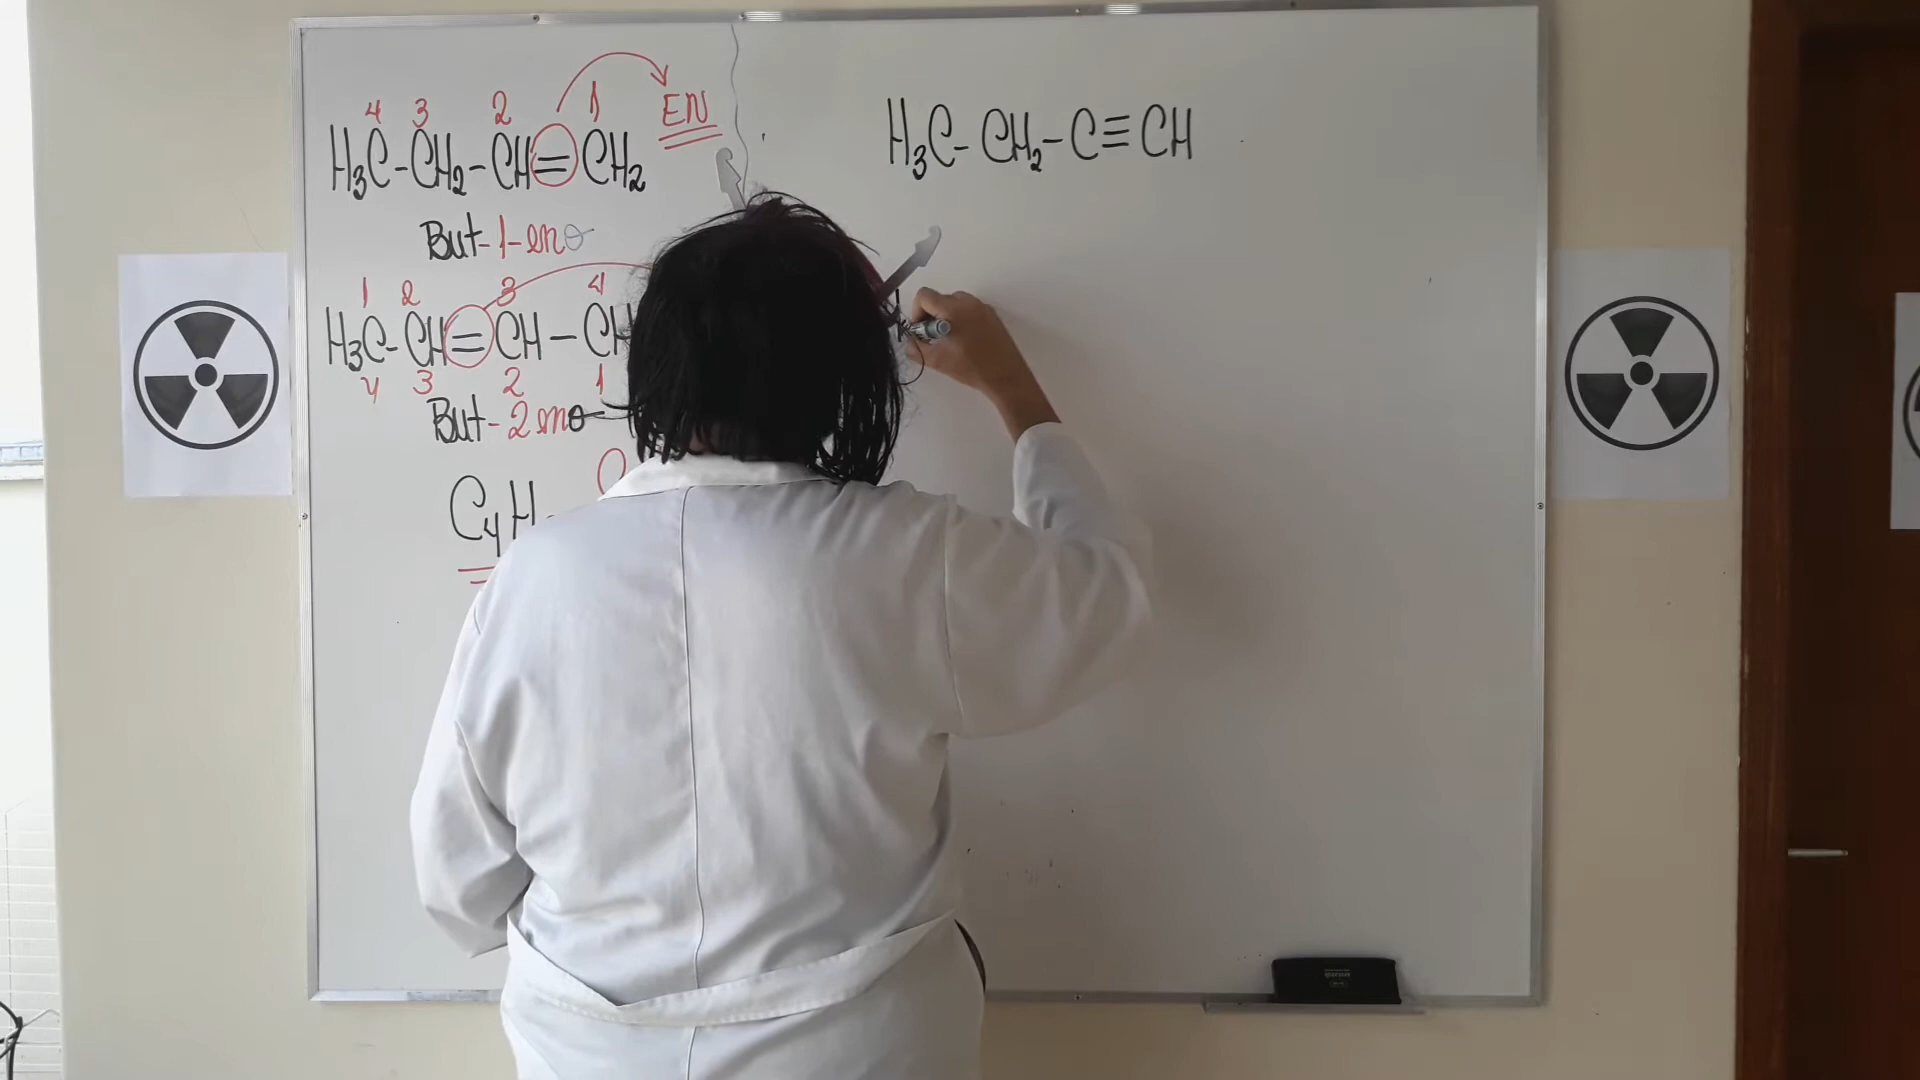 4 3 2 1 EN
H₃C-CH₂-CH=CH₂
But-1-eno
1 2 3 4
H₃C-CH=CH-CH
4 3 2 1
But-2 eno
C₄H
H₃C-CH₂-C≡CH